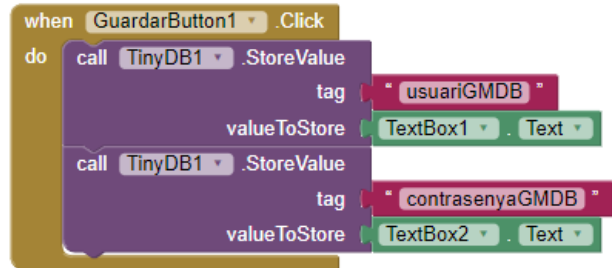 when GuardarButton1 .Click
do call TinyDB1 .StoreValue
tag " usuariGMDB "
valueToStore TextBox1 . Text
call TinyDB1 .StoreValue
tag " contrasenyaGMDB "
valueToStore TextBox2 . Text